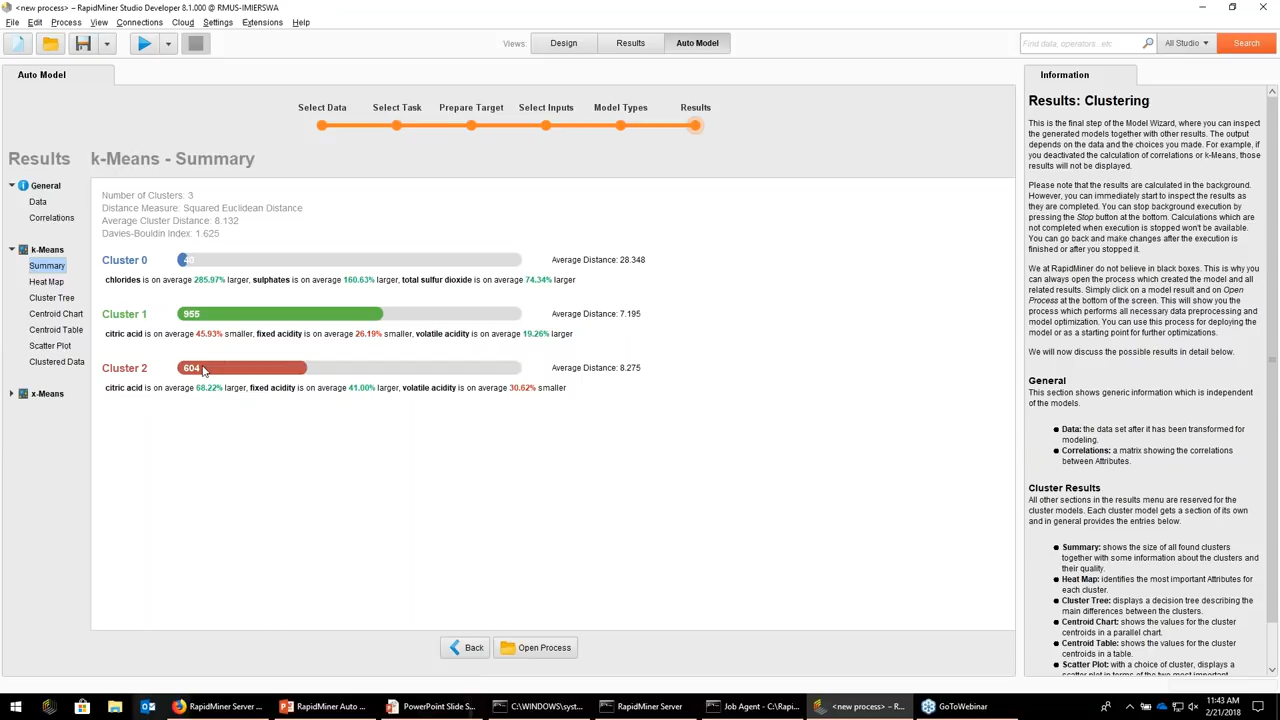 <new process> – RapidMiner Studio Developer 8.1.000 @ RMUS-IMIERSWA
File Edit Process View Connections Cloud Settings Extensions Help
Views: Design Results Auto Model
Find data, operators...etc All Studio Search
Auto Model
Select Data Select Task Prepare Target Select Inputs Model Types Results
Results
General
Data
Correlations
k-Means
Summary
Heat Map
Cluster Tree
Centroid Chart
Centroid Table
Scatter Plot
Clustered Data
x-Means
k-Means - Summary
Number of Clusters: 3
Distance Measure: Squared Euclidean Distance
Average Cluster Distance: 8.132
Davies-Bouldin Index: 1.625
Cluster 0 40 Average Distance: 28.348
chlorides is on average 285.97% larger, sulphates is on average 160.63% larger, total sulfur dioxide is on average 74.34% larger
Cluster 1 955 Average Distance: 7.195
citric acid is on average 45.93% smaller, fixed acidity is on average 26.19% smaller, volatile acidity is on average 19.26% larger
Cluster 2 604 Average Distance: 8.275
citric acid is on average 68.22% larger, fixed acidity is on average 41.00% larger, volatile acidity is on average 30.62% smaller
Back Open Process
Information
Results: Clustering
This is the final step of the Model Wizard, where you can inspect
the generated models together with other results. The output
depends on the data and the choices you made. For example, if
you deactivated the calculation of correlations or k-Means, those
results will not be displayed.
Please note that the results are calculated in the background.
However, you can immediately start to inspect the results as
they are completed. You can stop background execution by
pressing the Stop button at the bottom. Calculations which are
not completed when execution is stopped won't be available.
You can go back and make changes after the execution is
finished or after you stopped it.
We at RapidMiner do not believe in black boxes. This is why you
can always open the process which created the model and all
related results. Simply click on a model result and on Open
Process at the bottom of the screen. This will show you the
process which performs all necessary data preprocessing and
model optimization. You can use this process for deploying the
model or as a starting point for further optimization.
We will now discuss the possible results in detail below.
General
This section shows generic information which is independent
of the models.
Data: the data set after it has been transformed for
modeling.
Correlations: a matrix showing the correlations
between Attributes.
Cluster Results
All other sections in the results menu are reserved for the
cluster models. Each cluster model gets a section of its own
and in general provides the entries below.
Summary: shows the size of all found clusters
together with some information about the clusters and
their quality.
Heat Map: identifies the most important Attributes for
each cluster.
Cluster Tree: displays a decision tree describing the
main differences between the clusters.
Centroid Chart: shows the values for the cluster
centroids in a parallel chart.
Centroid Table: shows the values for the cluster
centroids in a table.
Scatter Plot: with a choice of cluster, displays a
scatter plot in terms of the two most important
RapidMiner Server ... RapidMiner Auto ... PowerPoint Slide S... C:\WINDOWS\syst... RapidMiner Server Job Agent - C:\Rapi... <new process> – R... GoToWebinar
11:43 AM
2/21/2018